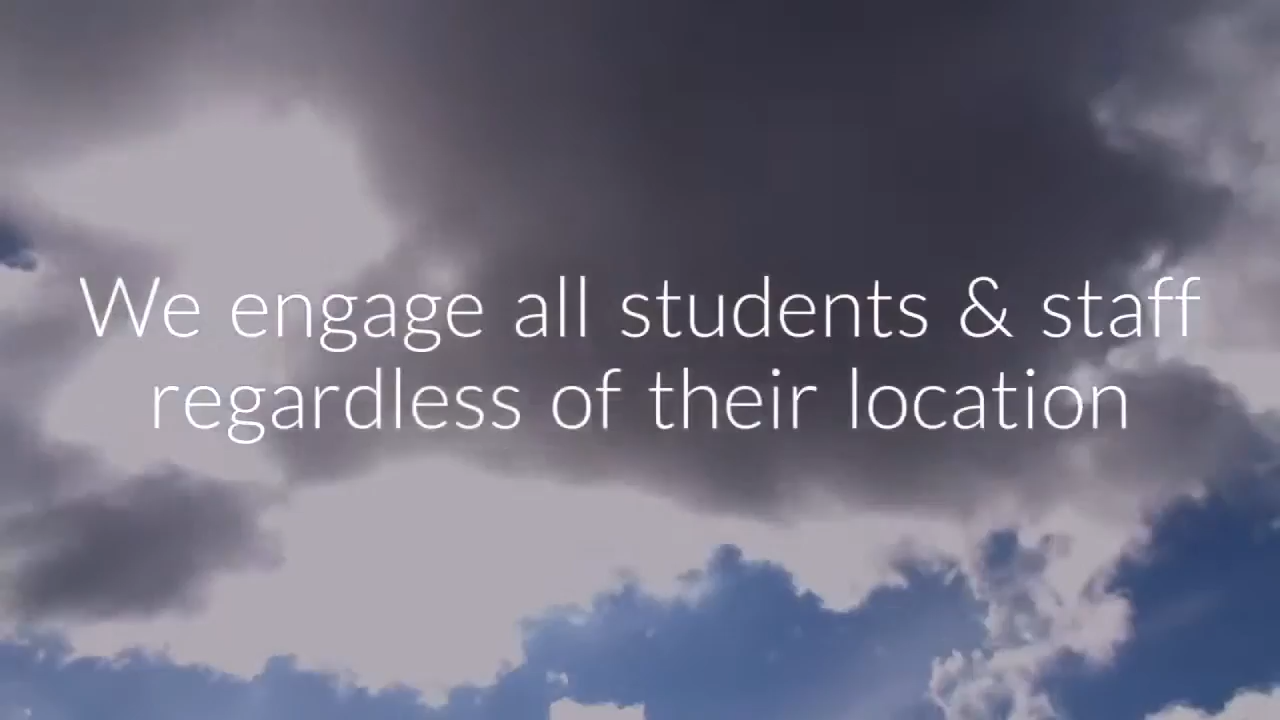 We engage all students & staff
regardless of their location